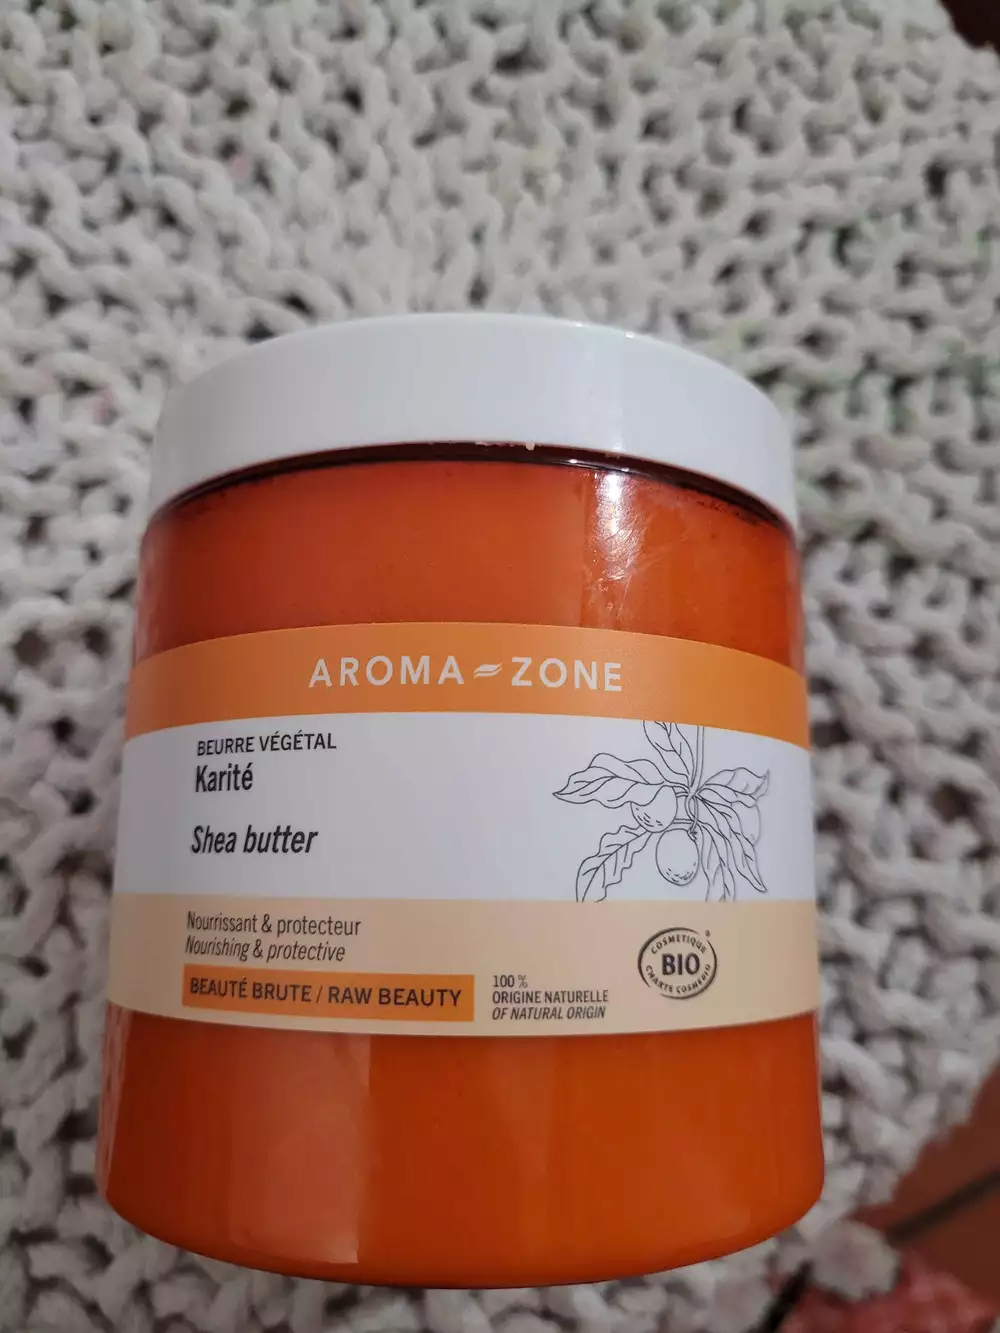 AROMA ZONE
BEURRE VÉGÉTAL
Karité
Shea butter
Nourrissant & protecteur
Nourishing & protective
BEAUTÉ BRUTE / RAW BEAUTY
100 %
ORIGINE NATURELLE
OF NATURAL ORIGIN
COSMETIQUE
BIO
CHARTE COSMEBIO